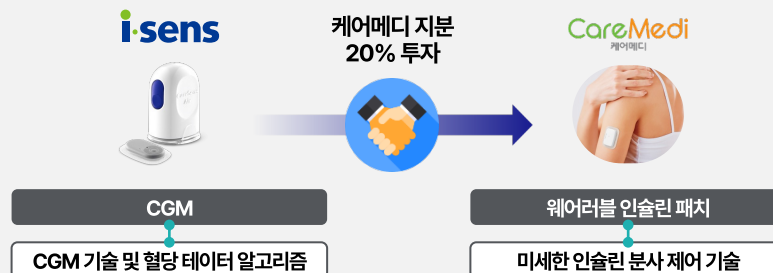 i·sens
케어메디 지분
20% 투자
CareMedi
케어메디
CGM
웨어러블 인슐린 패치
CGM 기술 및 혈당 테이터 알고리즘
미세한 인슐린 분사 제어 기술